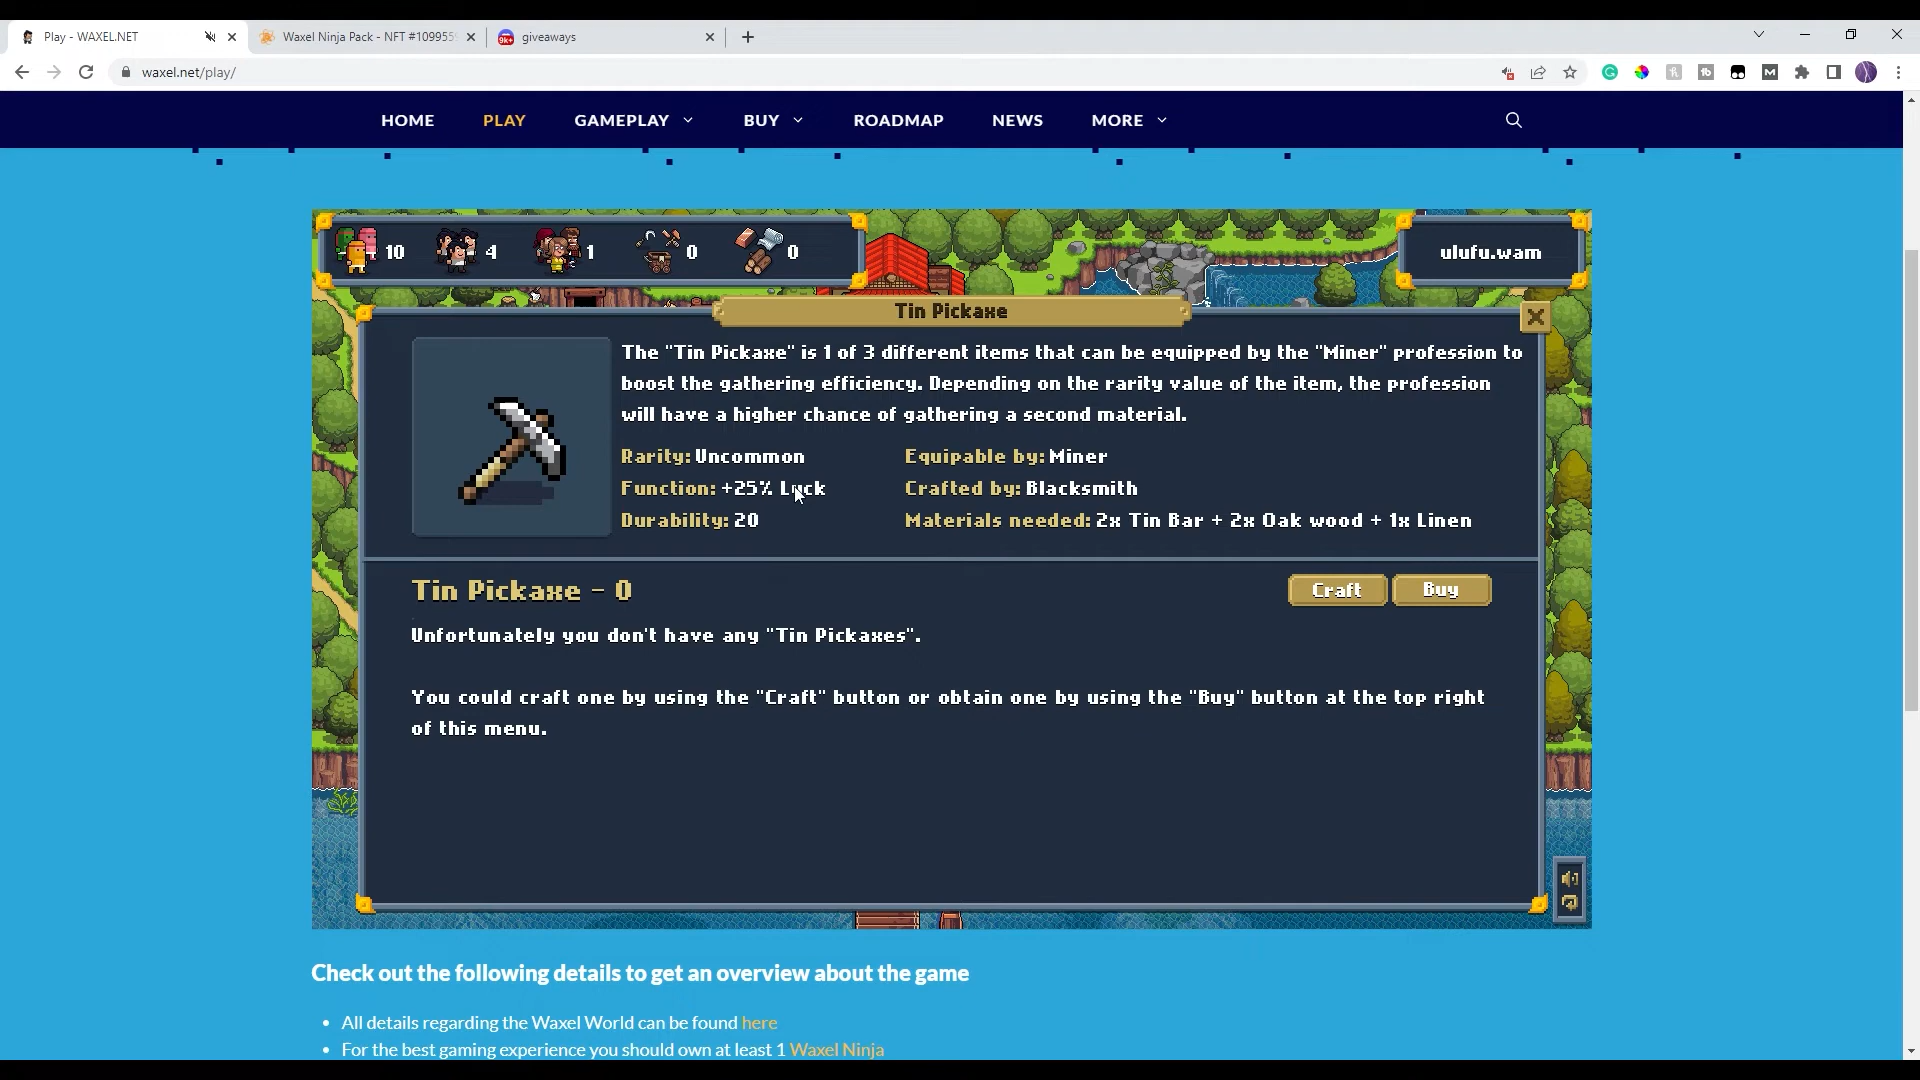 Play - WAXEL.NET
Waxel Ninja Pack - NFT #109955
9k+
giveaways
waxel.net/play/
HOME
PLAY
GAMEPLAY
BUY
ROADMAP
NEWS
MORE
10
4
1
0
0
ulufu.wam
Tin Pickaxe
The "Tin Pickaxe" is 1 of 3 different items that can be equipped by the "Miner" profession to
boost the gathering efficiency. Depending on the rarity value of the item, the profession
will have a higher chance of gathering a second material.
Rarity: Uncommon
Equipable by: Miner
Function: +25% Luck
Crafted by: Blacksmith
Durability: 20
Materials needed: 2x Tin Bar + 2x Oak wood + 1x Linen
Tin Pickaxe - 0
Craft
Buy
Unfortunately you don't have any "Tin Pickaxes".
You could craft one by using the "Craft" button or obtain one by using the "Buy" button at the top right
of this menu.
Check out the following details to get an overview about the game
• All details regarding the Waxel World can be found here
• For the best gaming experience you should own at least 1 Waxel Ninja